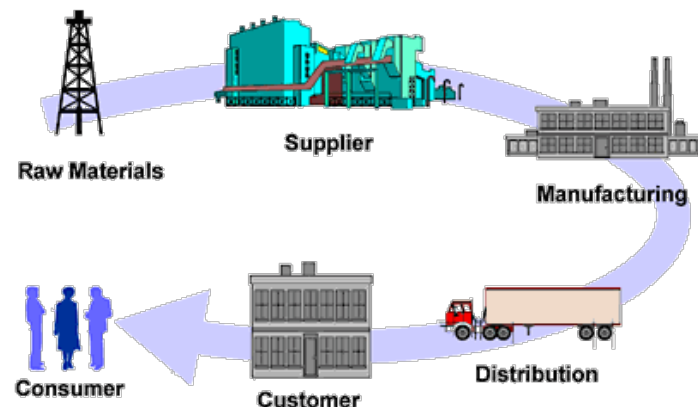 Raw Materials
Supplier
Manufacturing
Distribution
Customer
Consumer